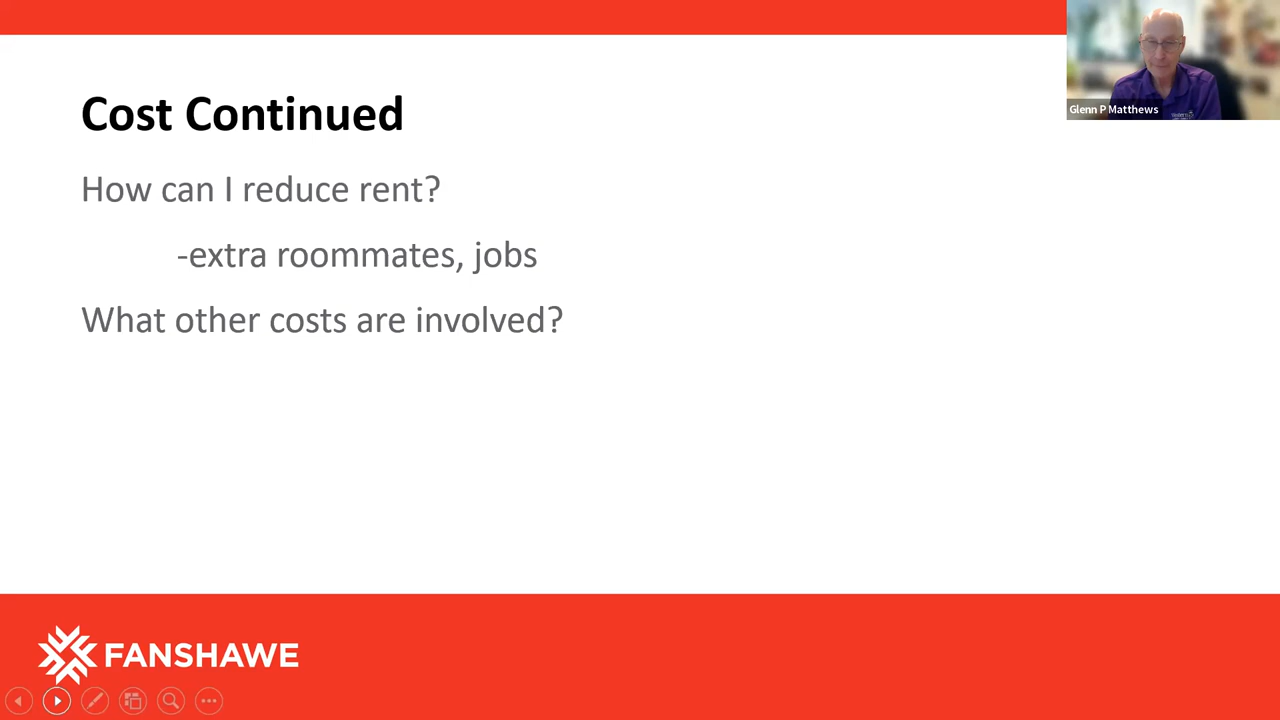 Glenn P Matthews
Cost Continued
How can I reduce rent?
-extra roommates, jobs
What other costs are involved?
FANSHAWE